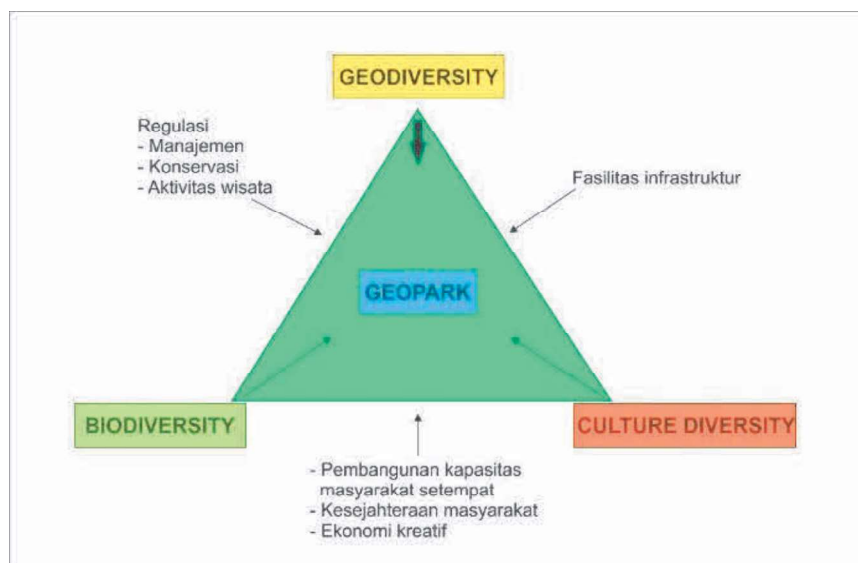 GEODIVERSITY
Regulasi
- Manajemen
- Konservasi
- Aktivitas wisata
Fasilitas infrastruktur
GEOPARK
BIODIVERSITY
CULTURE DIVERSITY
- Pembangunan kapasitas
masyarakat setempat
- Kesejahteraan masyarakat
- Ekonomi kreatif